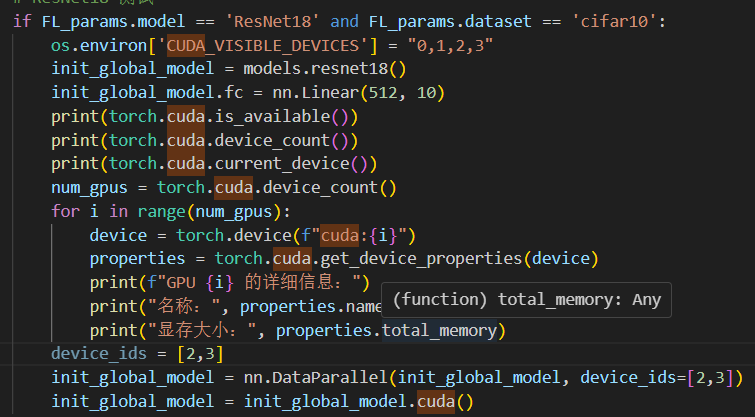 # ResNet18 测试
if FL_params.model == 'ResNet18' and FL_params.dataset == 'cifar10':
    os.environ['CUDA_VISIBLE_DEVICES'] = "0,1,2,3"
    init_global_model = models.resnet18()
    init_global_model.fc = nn.Linear(512, 10)
    print(torch.cuda.is_available())
    print(torch.cuda.device_count())
    print(torch.cuda.current_device())
    num_gpus = torch.cuda.device_count()
    for i in range(num_gpus):
        device = torch.device(f"cuda:{i}")
        properties = torch.cuda.get_device_properties(device)
        print(f"GPU {i} 的详细信息：")
        print("名称：", properties.name
(function) total_memory: Any
        print("显存大小：", properties.total_memory)
    device_ids = [2,3]
    init_global_model = nn.DataParallel(init_global_model, device_ids=[2,3])
    init_global_model = init_global_model.cuda()